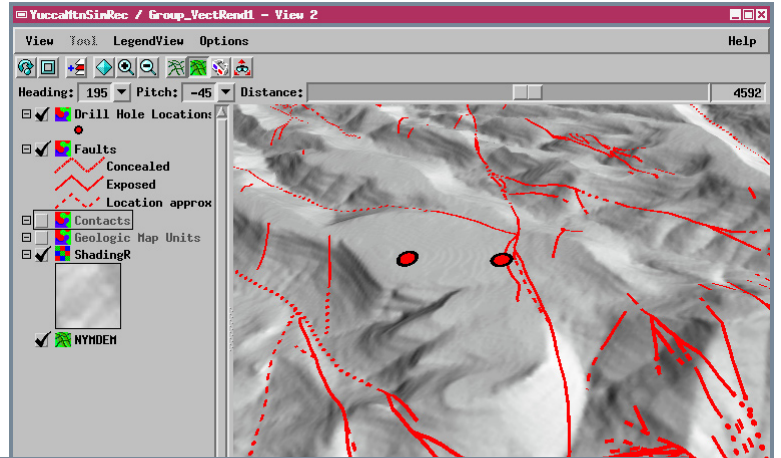 YuccaMtnSimRec / Group_VectRend1 - View 2
View Tool LegendView Options Help
Heading: 195 Pitch: -45 Distance: 4592
Drill Hole Locations
Faults
Concealed
Exposed
Location approx
Contacts
Geologic Map Units
ShadingR
NYMDEM